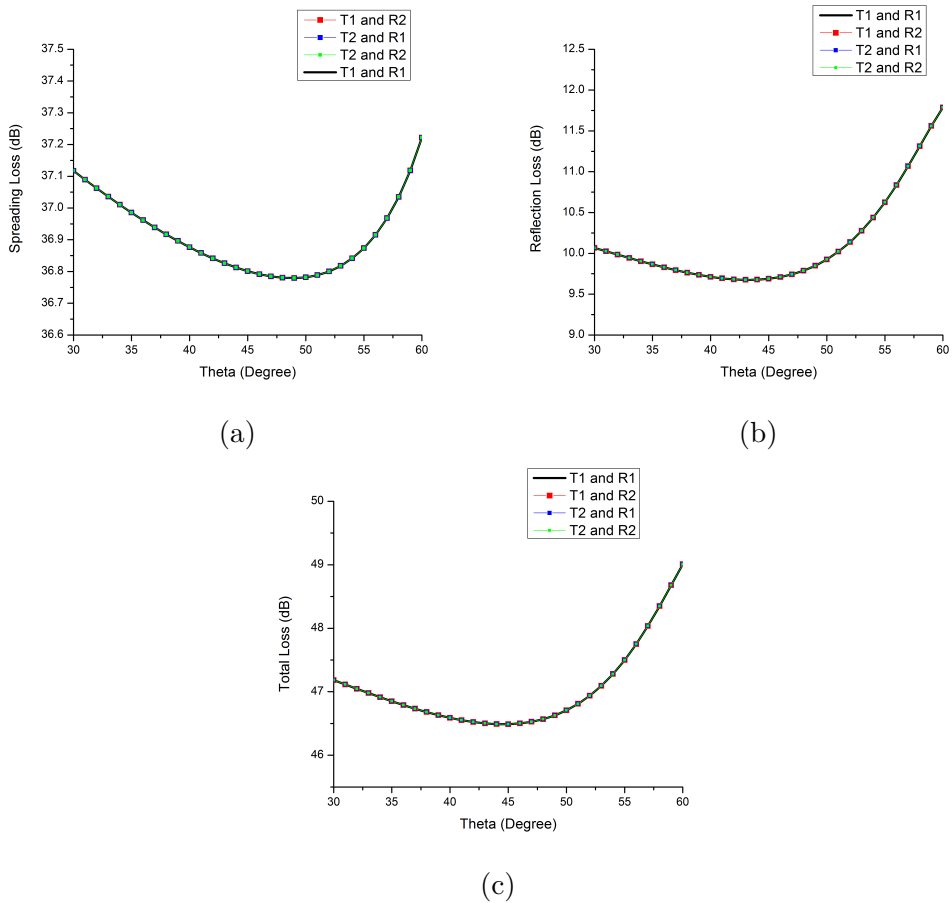 T1 and R2
T2 and R1
T2 and R2
T1 and R1
37.5
37.4
37.3
37.2
37.1
37.0
36.9
36.8
36.7
36.6
Spreading Loss (dB)
30 35 40 45 50 55 60
Theta (Degree)
(a)
T1 and R1
T1 and R2
T2 and R1
T2 and R2
12.5
12.0
11.5
11.0
10.5
10.0
9.5
9.0
Reflection Loss (dB)
30 35 40 45 50 55 60
Theta (Degree)
(b)
T1 and R1
T1 and R2
T2 and R1
T2 and R2
50
49
48
47
46
Total Loss (dB)
30 35 40 45 50 55 60
Theta (Degree)
(c)